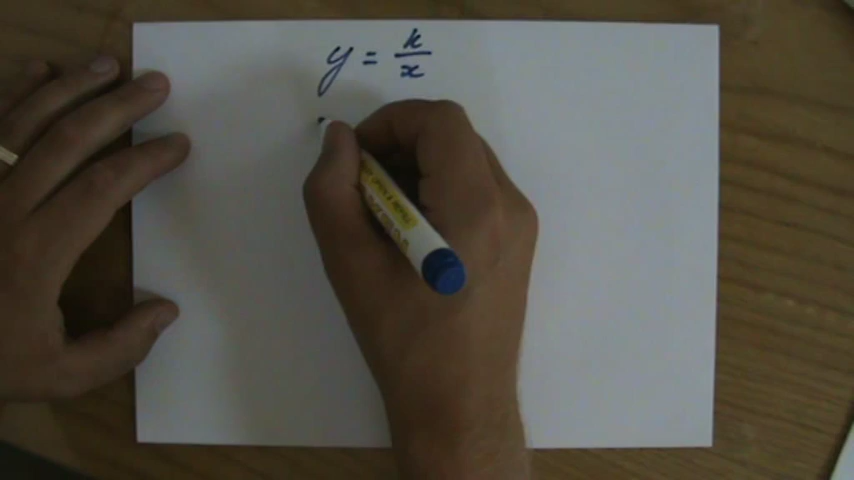 y = k/x